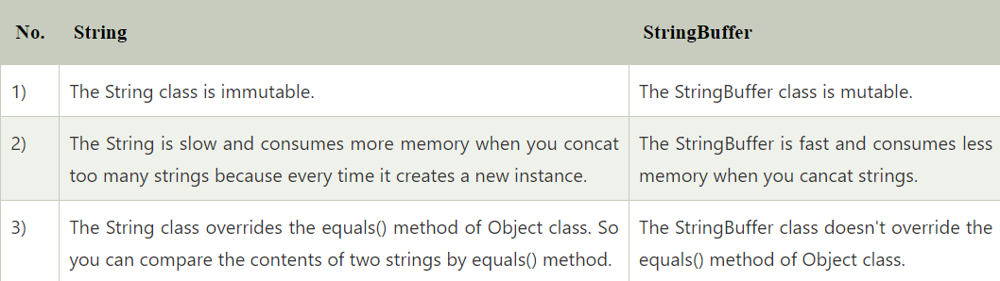 No. String StringBuffer
1) The String class is immutable. The StringBuffer class is mutable.
2) The String is slow and consumes more memory when you concat
too many strings because every time it creates a new instance.
The StringBuffer is fast and consumes less
memory when you cancat strings.
3) The String class overrides the equals() method of Object class. So
you can compare the contents of two strings by equals() method.
The StringBuffer class doesn't override the
equals() method of Object class.